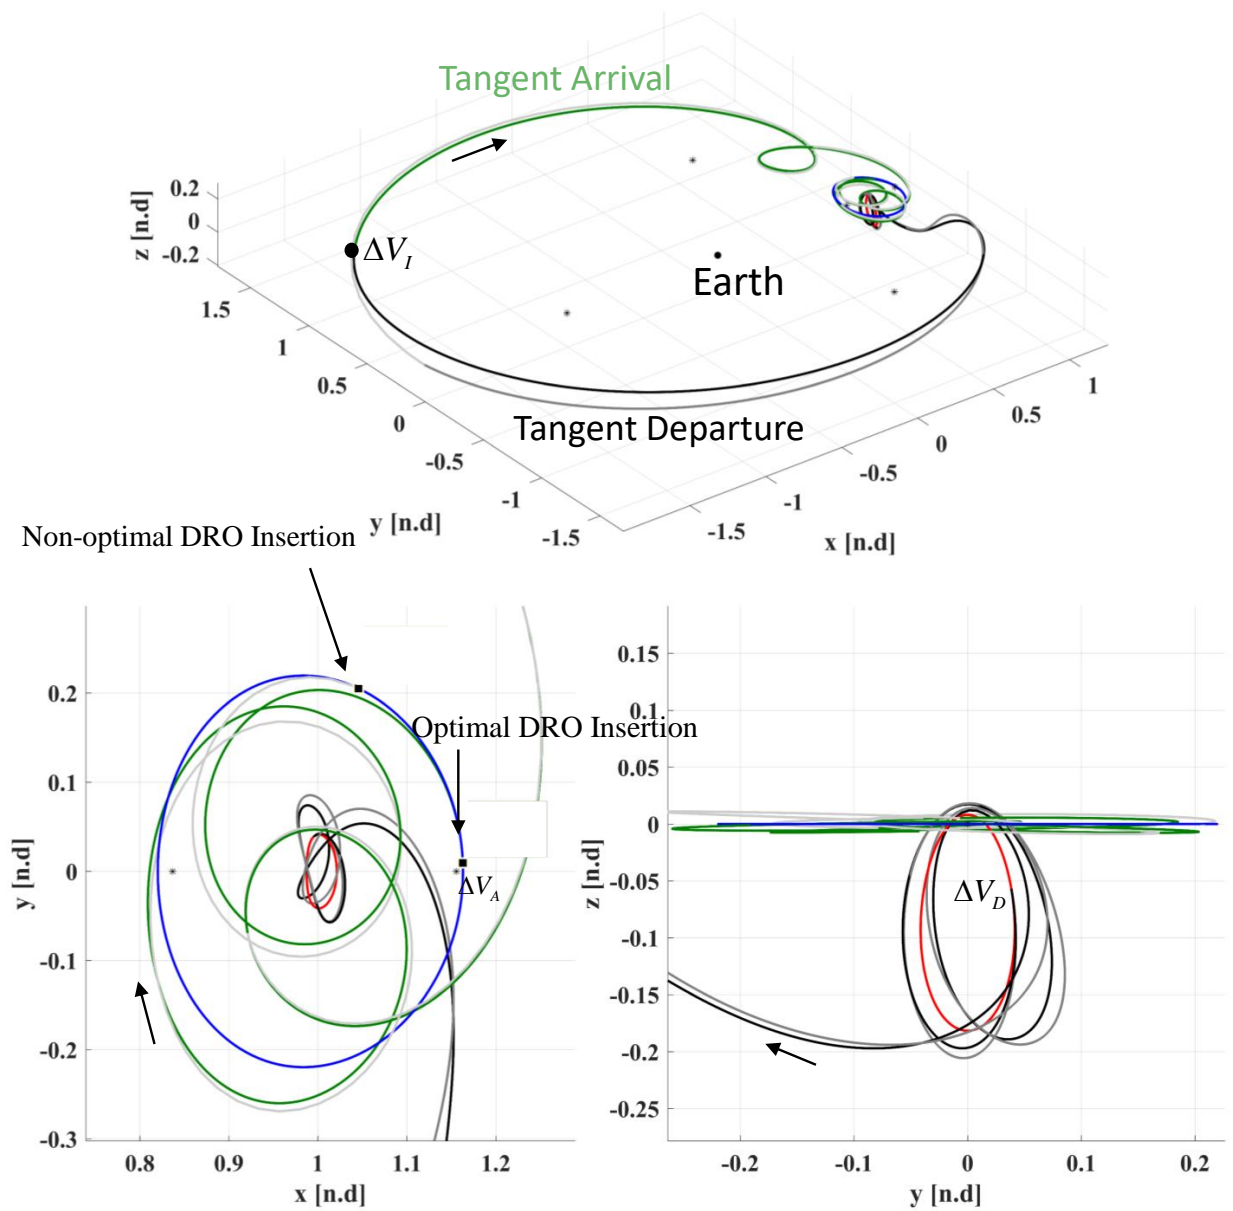 Tangent Arrival
0.2
0
-0.2
z [n.d]
ΔV_I
Earth
1.5
1
0.5
0
-0.5
-1
-1.5
y [n.d]
Tangent Departure
1
0.5
0
-0.5
-1
-1.5
x [n.d]
Non-optimal DRO Insertion
Optimal DRO Insertion
ΔV_A
0.2
0.1
0
-0.1
-0.2
-0.3
y [n.d]
0.8 0.9 1 1.1 1.2
x [n.d]
0.15
0.1
0.05
0
-0.05
-0.1
-0.15
-0.2
-0.25
z [n.d]
ΔV_D
-0.2 -0.1 0 0.1 0.2
y [n.d]